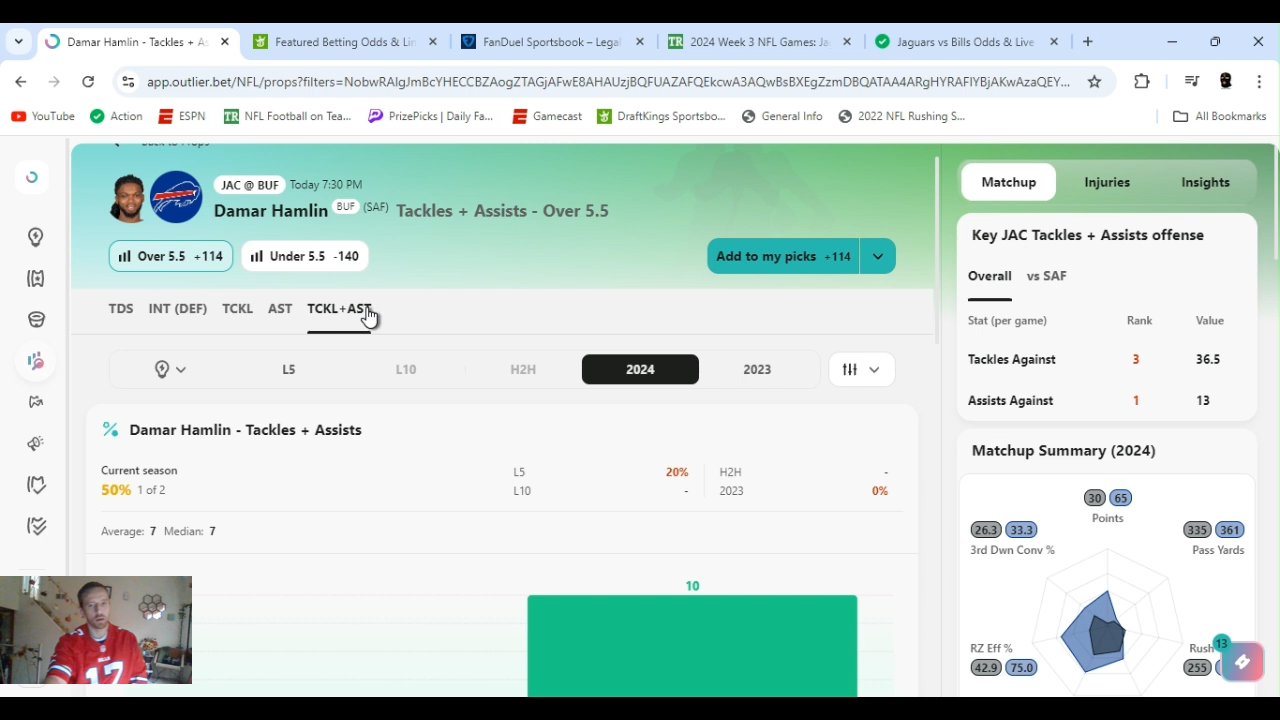 Damar Hamlin - Tackles + As
Featured Betting Odds & Lin
FanDuel Sportsbook – Legal
2024 Week 3 NFL Games: Ja
Jaguars vs Bills Odds & Live
app.outlier.bet/NFL/props?filters=NobwRAlgJmBcYHECCBZAogZTAGjAFwE8AHAUzjBQFUAZAFQEkcwA3AQwBsBXEgZzmDBQATAA4ARgHYRAFIYBjAKwAzaQEY...
YouTube
Action
ESPN
NFL Football on Tea...
PrizePicks | Daily Fa...
Gamecast
DraftKings Sportsbo...
General Info
2022 NFL Rushing S...
All Bookmarks
Back to Props
JAC @ BUF Today 7:30 PM
Damar Hamlin BUF (SAF) Tackles + Assists - Over 5.5
Over 5.5 +114
Under 5.5 -140
Add to my picks +114
TDS INT (DEF) TCKL AST TCKL+AST
L5 L10 H2H 2024 2023
Damar Hamlin - Tackles + Assists
Current season
50% 1 of 2
L5 20%
H2H -
L10 -
2023 0%
Average: 7 Median: 7
10
Matchup Injuries Insights
Key JAC Tackles + Assists offense
Overall vs SAF
Stat (per game) Rank Value
Tackles Against 3 36.5
Assists Against 1 13
Matchup Summary (2024)
30 65
Points
26.3 33.3
3rd Dwn Conv %
335 361
Pass Yards
RZ Eff %
42.9 75.0
Rush
255
13
17